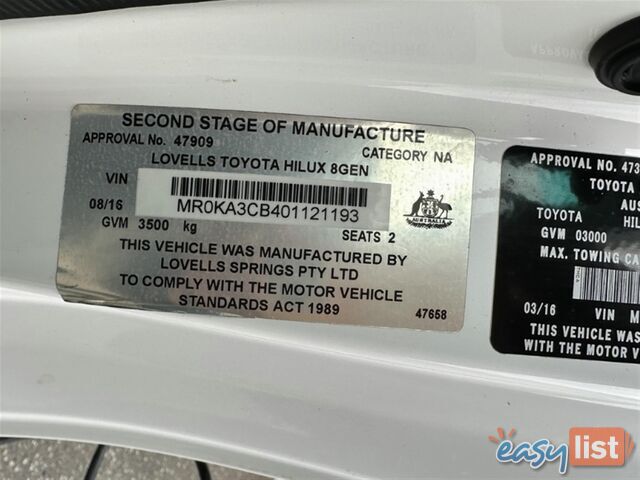 SECOND STAGE OF MANUFACTURE
APPROVAL No. 47909
CATEGORY NA
LOVELLS TOYOTA HILUX 8GEN
VIN
MR0KA3CB401121193
08/16
GVM 3500 kg
SEATS 2
AUSTRALIA
THIS VEHICLE WAS MANUFACTURED BY
LOVELLS SPRINGS PTY LTD
TO COMPLY WITH THE MOTOR VEHICLE
STANDARDS ACT 1989
47658
APPROVAL No. 473
TOYOTA
AUS
TOYOTA HIL
GVM 03000
MAX. TOWING CA
03/16 VIN M
THIS VEHICLE WAS
WITH THE MOTOR V
easylist